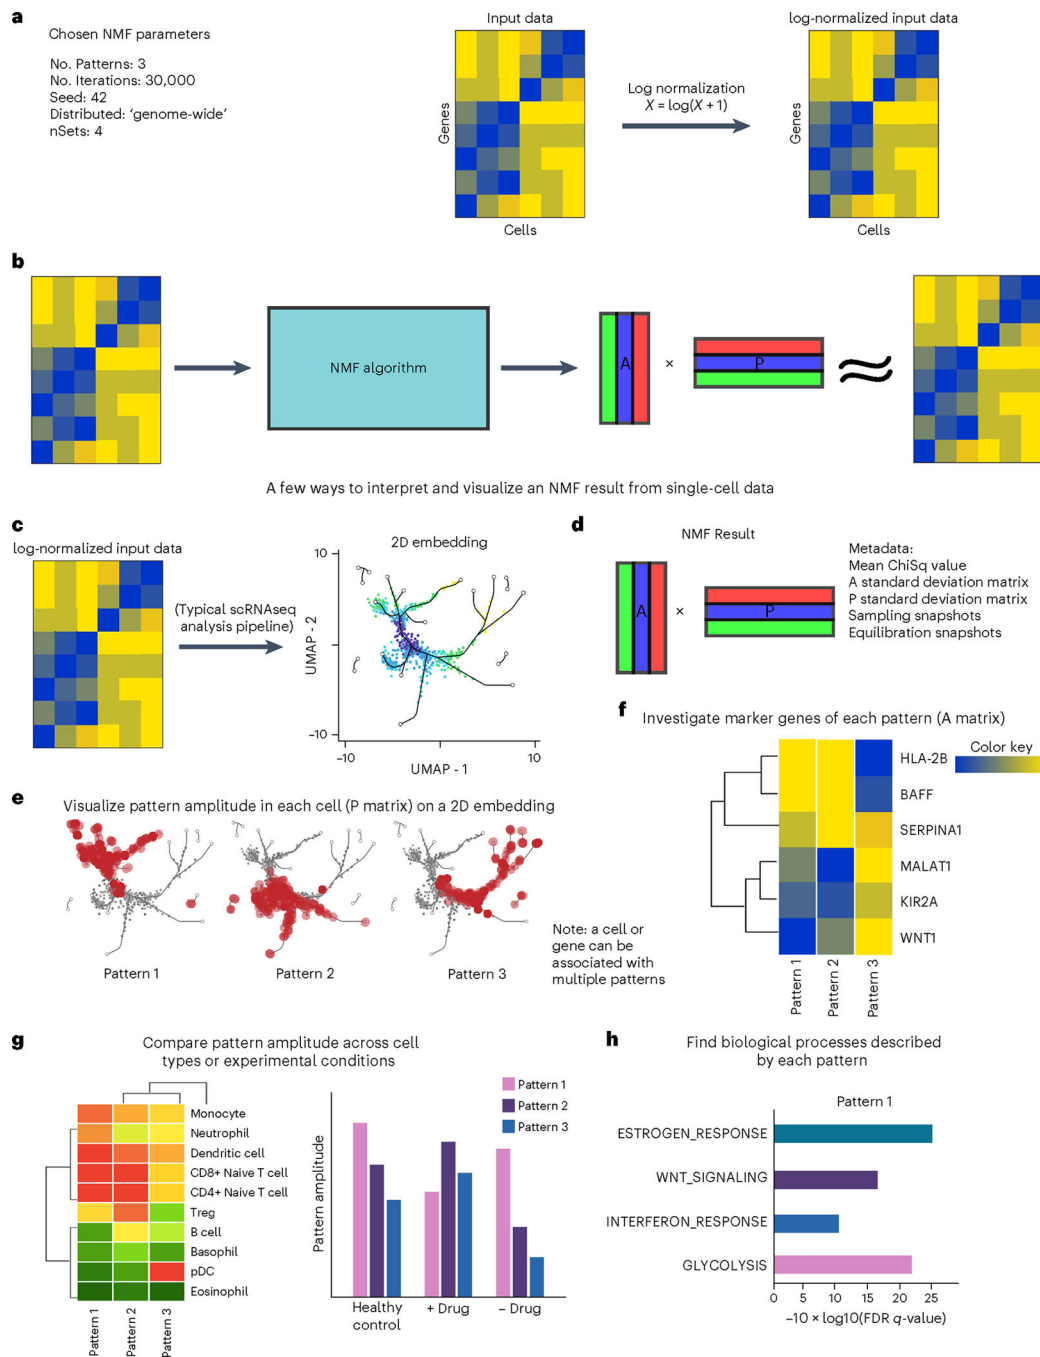 a
Chosen NMF parameters
No. Patterns: 3
No. Iterations: 30,000
Seed: 42
Distributed: ‘genome-wide’
nSets: 4
Input data
Genes
Cells
Log normalization
X = log(X + 1)
log-normalized input data
Genes
Cells
b
NMF algorithm
A
×
P
A few ways to interpret and visualize an NMF result from single-cell data
c
log-normalized input data
(Typical scRNAseq
analysis pipeline)
2D embedding
10
UMAP - 2
−10
−10
10
UMAP - 1
d
NMF Result
A
×
P
Metadata:
Mean ChiSq value
A standard deviation matrix
P standard deviation matrix
Sampling snapshots
Equilibration snapshots
e
Visualize pattern amplitude in each cell (P matrix) on a 2D embedding
Pattern 1
Pattern 2
Pattern 3
Note: a cell or
gene can be
associated with
multiple patterns
f
Investigate marker genes of each pattern (A matrix)
Color key
HLA-2B
BAFF
SERPINA1
MALAT1
KIR2A
WNT1
Pattern 1
Pattern 2
Pattern 3
g
Compare pattern amplitude across cell
types or experimental conditions
Monocyte
Neutrophil
Dendritic cell
CD8+ Naive T cell
CD4+ Naive T cell
Treg
B cell
Basophil
pDC
Eosinophil
Pattern 1
Pattern 2
Pattern 3
Pattern amplitude
Pattern 1
Pattern 2
Pattern 3
Healthy
control
+ Drug
− Drug
h
Find biological processes described
by each pattern
Pattern 1
ESTROGEN_RESPONSE
WNT_SIGNALING
INTERFERON_RESPONSE
GLYCOLYSIS
0 5 10 15 20 25
−10 × log10(FDR q-value)